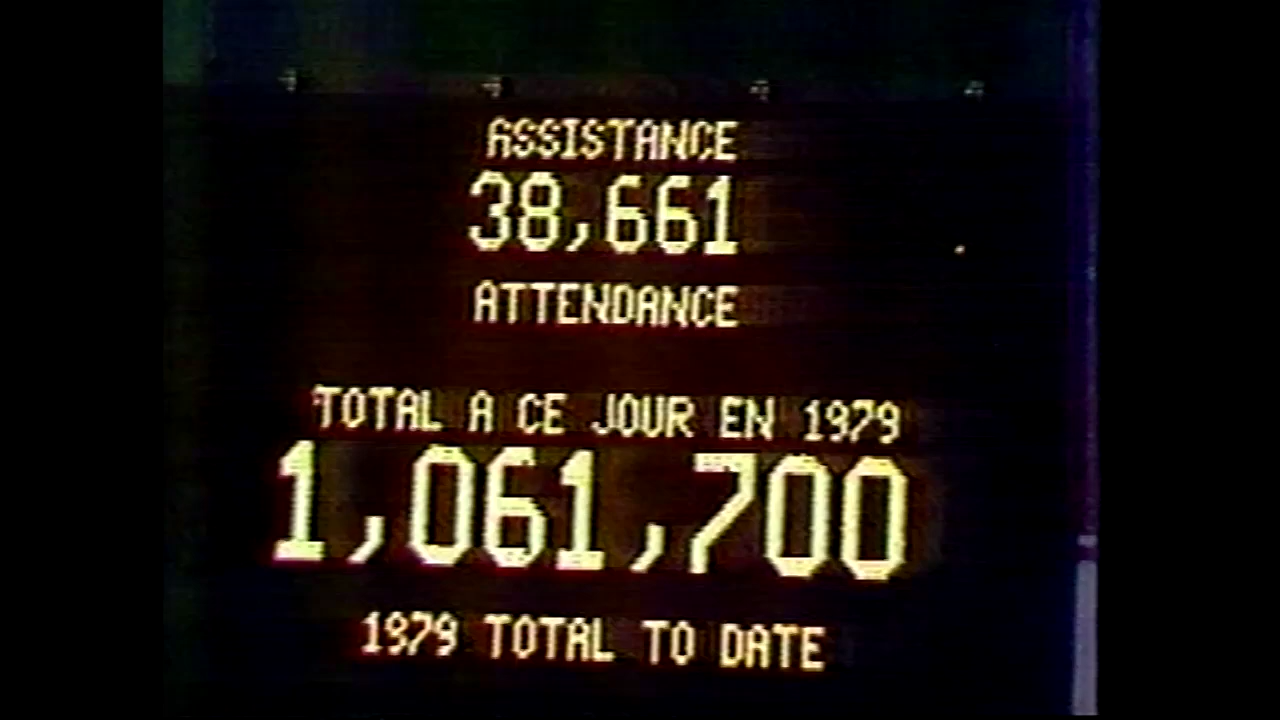 ASSISTANCE
38,661
ATTENDANCE
TOTAL A CE JOUR EN 1979
1,061,700
1979 TOTAL TO DATE